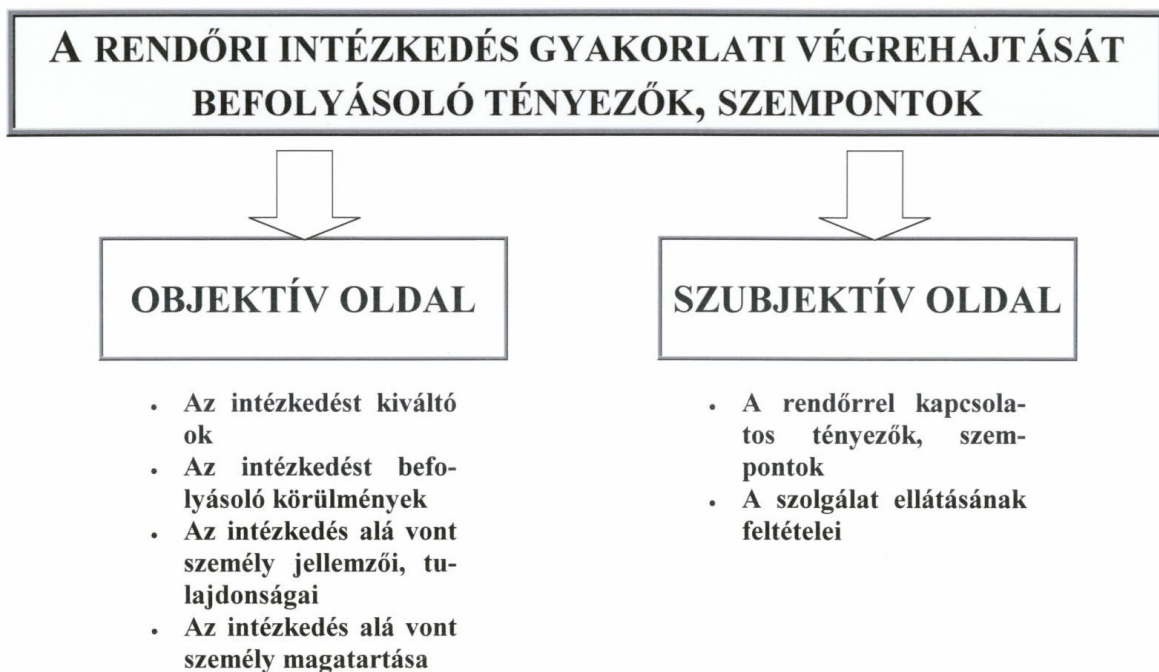 A RENDŐRI INTÉZKEDÉS GYAKORLATI VÉGREHAJTÁSÁT
BEFOLYÁSOLÓ TÉNYEZŐK, SZEMPONTOK
OBJEKTÍV OLDAL
• Az intézkedést kiváltó
ok
• Az intézkedést befo-
lyásoló körülmények
• Az intézkedés alá vont
személy jellemzői, tu-
lajdonságai
• Az intézkedés alá vont
személy magatartása
SZUBJEKTÍV OLDAL
• A rendőrrel kapcsola-
tos tényezők, szem-
pontok
• A szolgálat ellátásának
feltételei